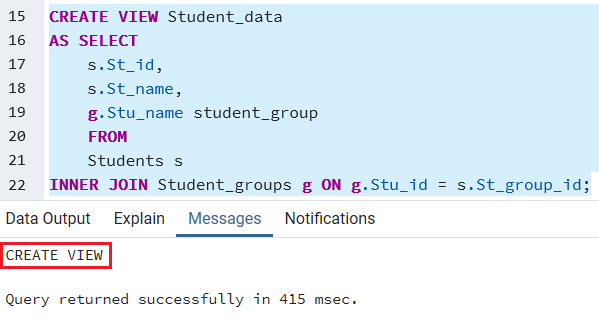 15 CREATE VIEW Student_data
16 AS SELECT
17 s.St_id,
18 s.St_name,
19 g.Stu_name student_group
20 FROM
21 Students s
22 INNER JOIN Student_groups g ON g.Stu_id = s.St_group_id;
Data Output Explain Messages Notifications
CREATE VIEW
Query returned successfully in 415 msec.